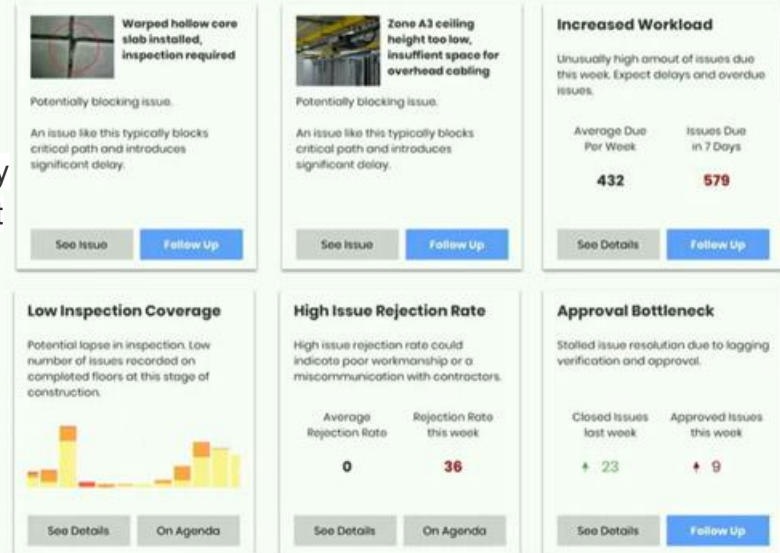 y
t
Warped hollow core
slab installed,
inspection required
Potentially blocking issue.
An issue like this typically blocks
critical path and introduces
significant delay.
See Issue
Follow Up
Zone A3 ceiling
height too low,
insuffient space for
overhead cabling
Potentially blocking issue.
An issue like this typically blocks
critical path and introduces
significant delay.
See Issue
Follow Up
Increased Workload
Unusually high amout of issues due
this week. Expect delays and overdue
issues.
Average Due
Per Week
432
Issues Due
in 7 Days
579
See Details
Follow Up
Low Inspection Coverage
Potential lapse in inspection. Low
number of issues recorded on
completed floors at this stage of
construction.
See Details
On Agenda
High Issue Rejection Rate
High issue rejection rate could
indicate poor workmanship or a
miscommunication with contractors.
Average
Rejection Rate
0
Rejection Rate
this week
36
See Details
On Agenda
Approval Bottleneck
Stalled issue resolution due to lagging
verification and approval.
Closed Issues
last week
23
Approved Issues
this week
9
See Details
Follow Up